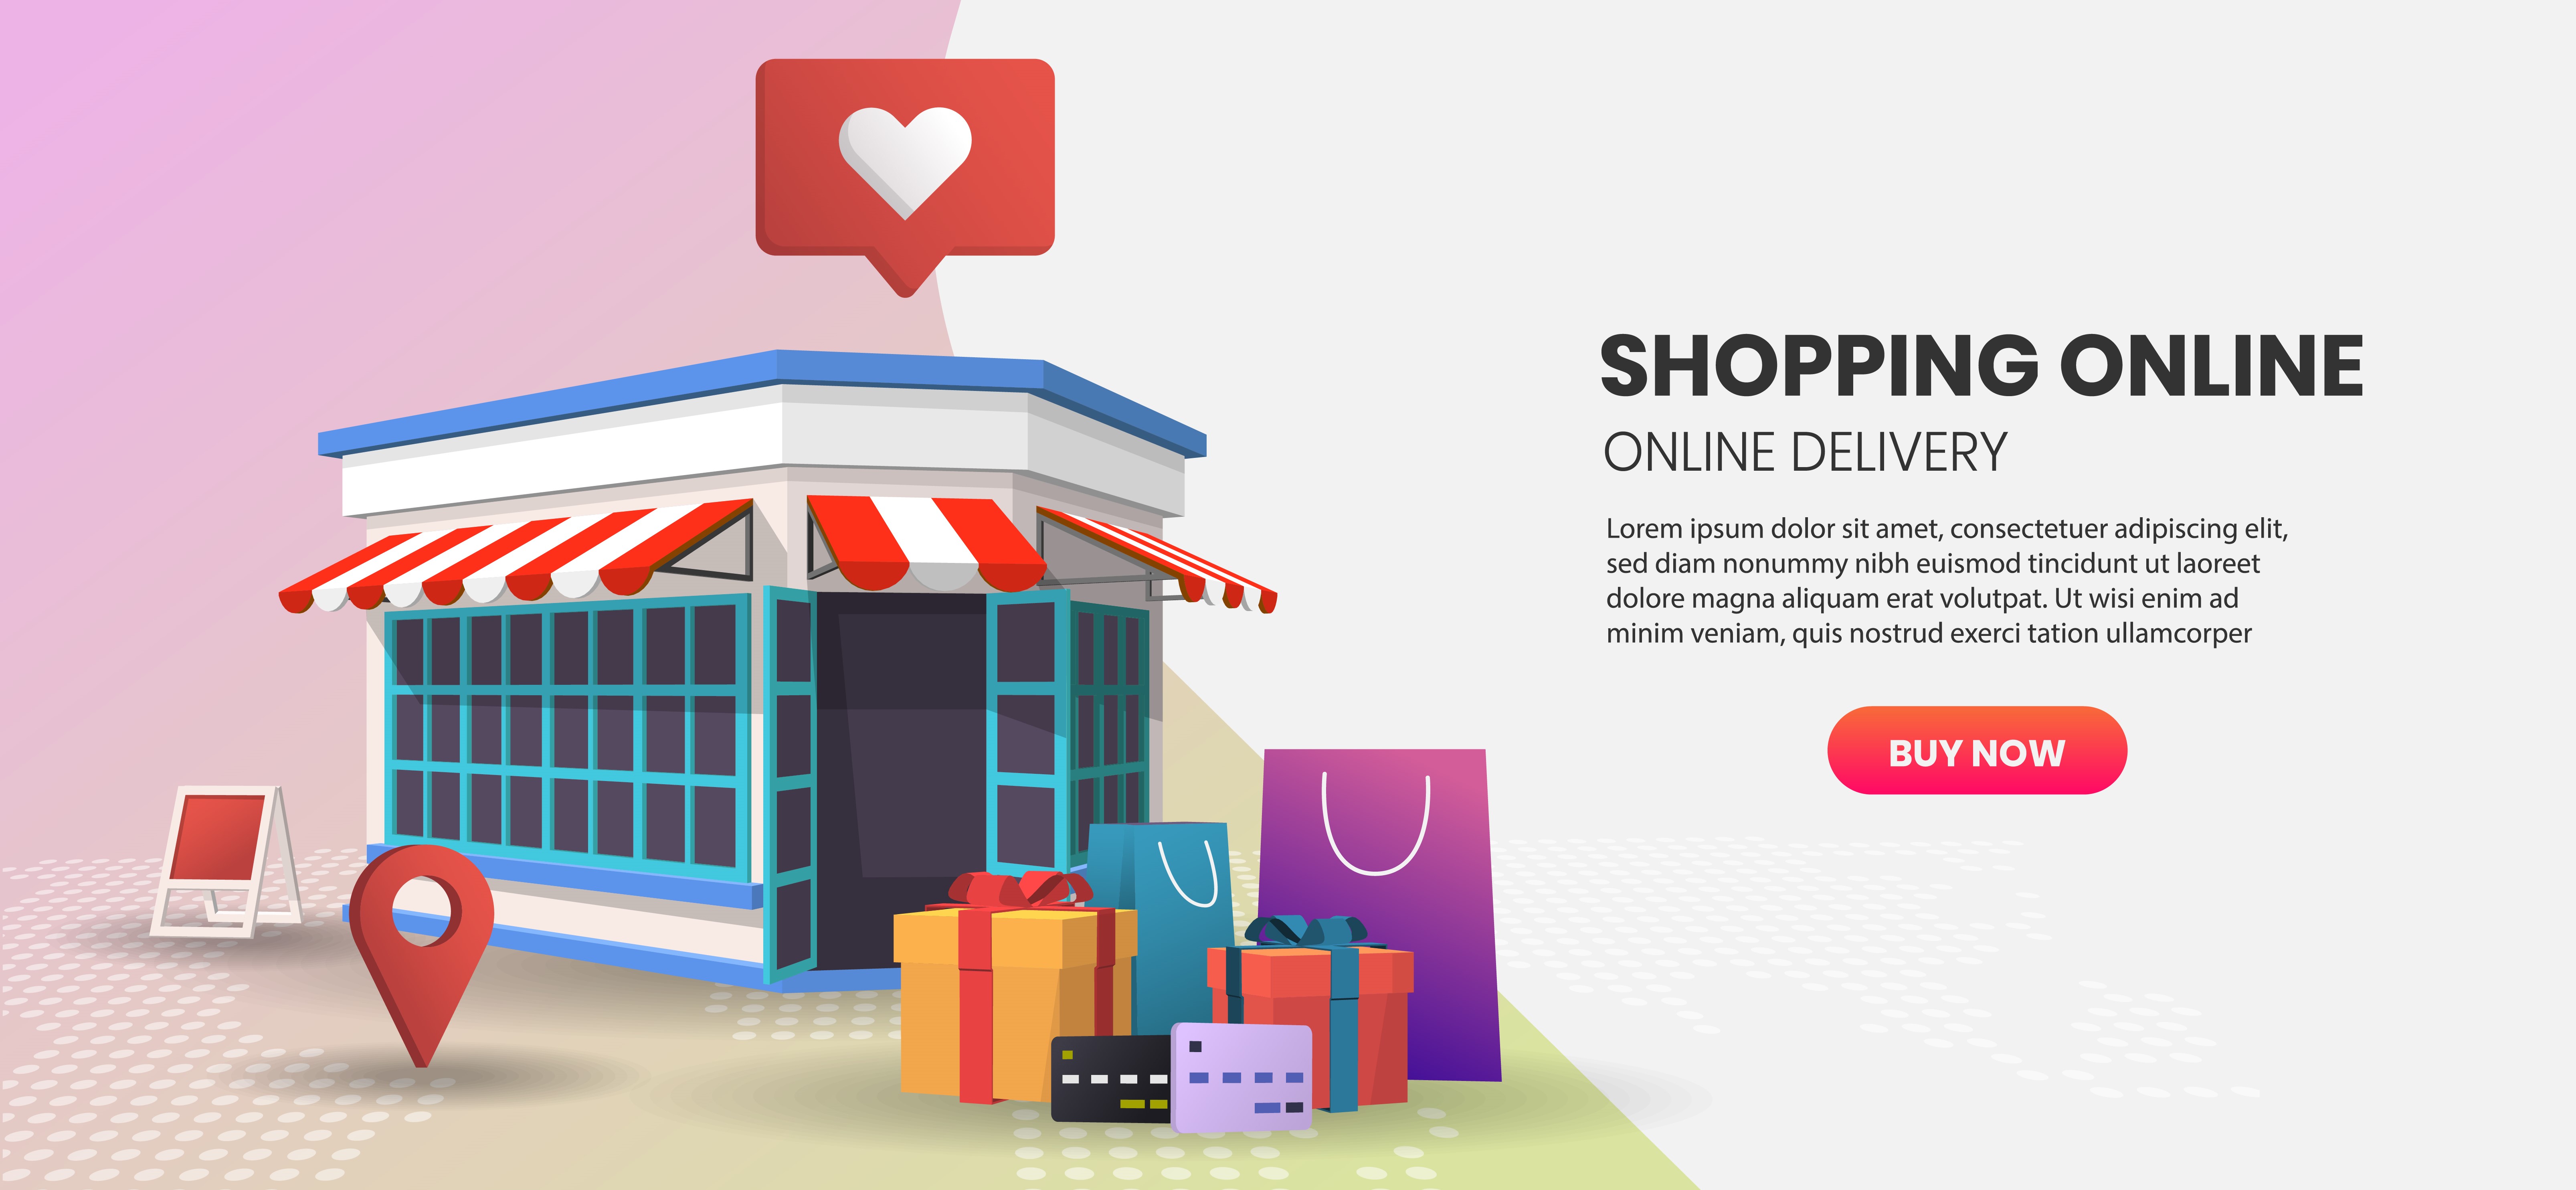 SHOPPING ONLINE
ONLINE DELIVERY
Lorem ipsum dolor sit amet, consectetuer adipiscing elit,
sed diam nonummy nibh euismod tincidunt ut laoreet
dolore magna aliquam erat volutpat. Ut wisi enim ad
minim veniam, quis nostrud exerci tation ullamcorper
BUY NOW